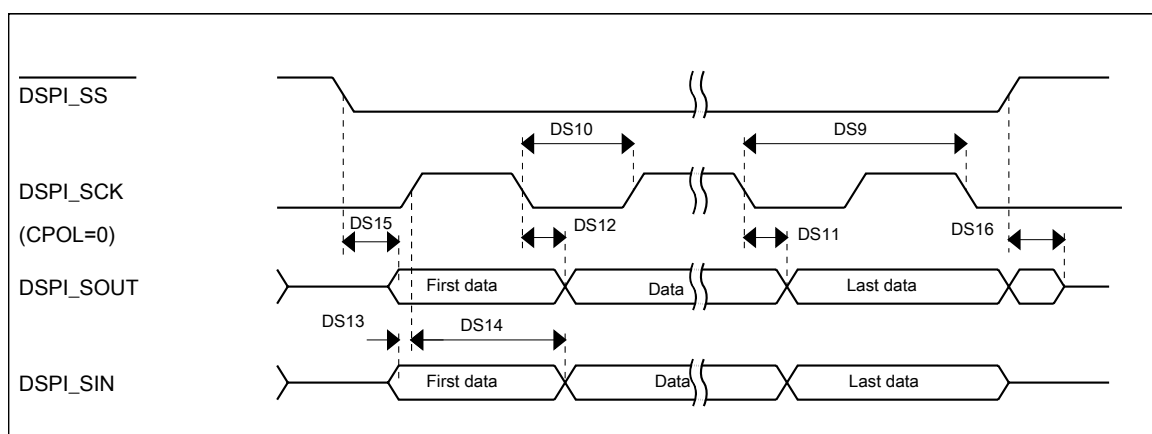 DSPI_SS
DS10
DS9
DSPI_SCK
(CPOL=0)
DS15
DS12
DS11
DS16
DSPI_SOUT
First data
Data
Last data
DS13
DS14
DSPI_SIN
First data
Data
Last data